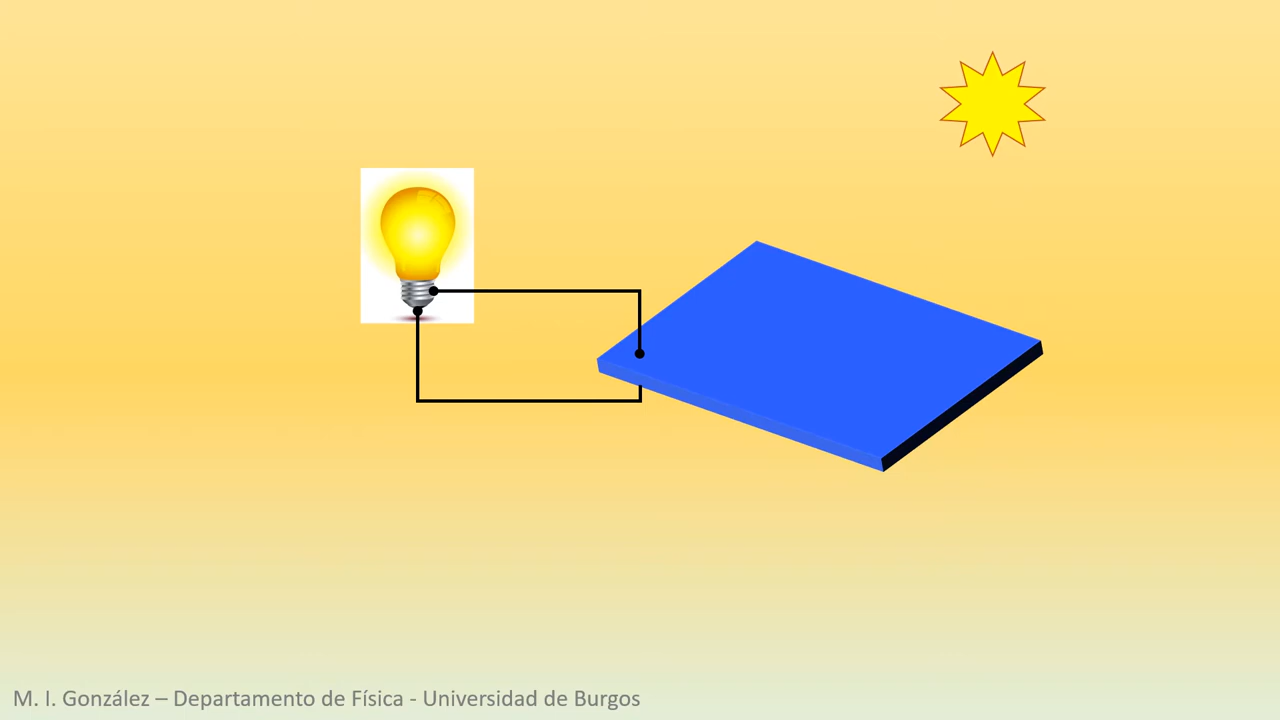 M. I. González – Departamento de Física - Universidad de Burgos